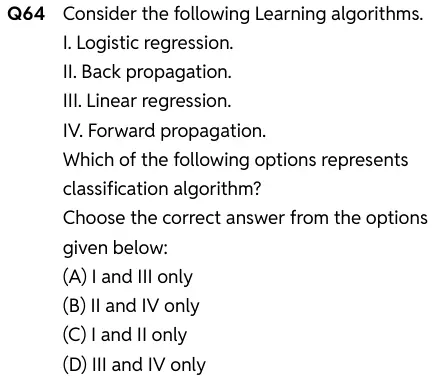 Q64 Consider the following Learning algorithms.
I. Logistic regression.
II. Back propagation.
III. Linear regression.
IV. Forward propagation.
Which of the following options represents
classification algorithm?
Choose the correct answer from the options
given below:
(A) I and III only
(B) II and IV only
(C) I and II only
(D) III and IV only